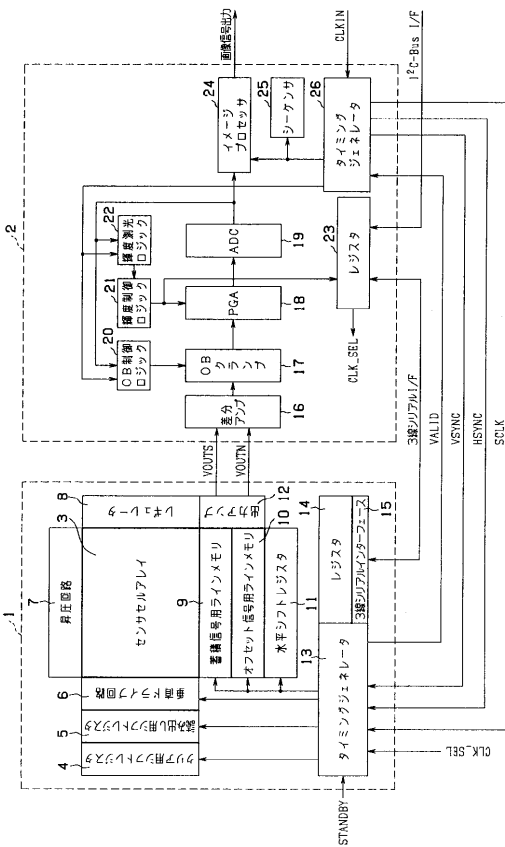 1
2
7
昇圧回路
4
クリア用シフトレジスタ
5
読み出し用シフトレジスタ
6
垂直ドライブ回路
3
センサセルアレイ
8
レギュレータ
9
蓄積信号用ラインメモリ
10
オフセット信号用ラインメモリ
11
水平シフトレジスタ
12
出力アンプ
13
タイミングジェネレータ
14
レジスタ
15
3線シリアルインターフェース
STANDBY
CLK_SEL
VOUTS
VOUTN
16
差分
アンプ
17
OB
クランプ
18
PGA
19
ADC
20
OB制御
ロジック
21
輝度制御
ロジック
22
輝度測光
ロジック
23
レジスタ
CLK_SEL
24
イメージ
プロセッサ
25
シーケンサ
26
タイミング
ジェネレータ
画像信号出力
CLKIN
I²C-Bus I/F
3線シリアルI/F
VALID
VSYNC
HSYNC
SCLK